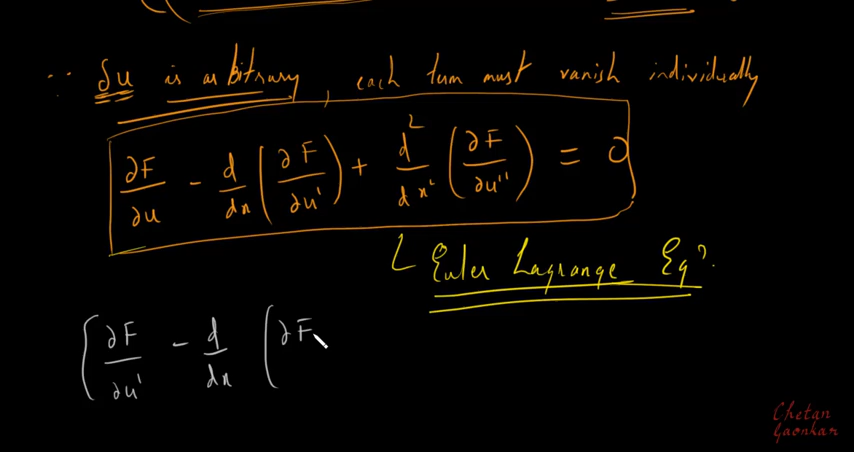 ∵ δu is arbitrary, each term must vanish individually
∂F/∂u - d/dx (∂F/∂u') + d²/dx² (∂F/∂u'') = 0
Euler Lagrange Eqⁿ.
{ ∂F/∂u' - d/dx ( ∂F
Chetan
Gaonkar